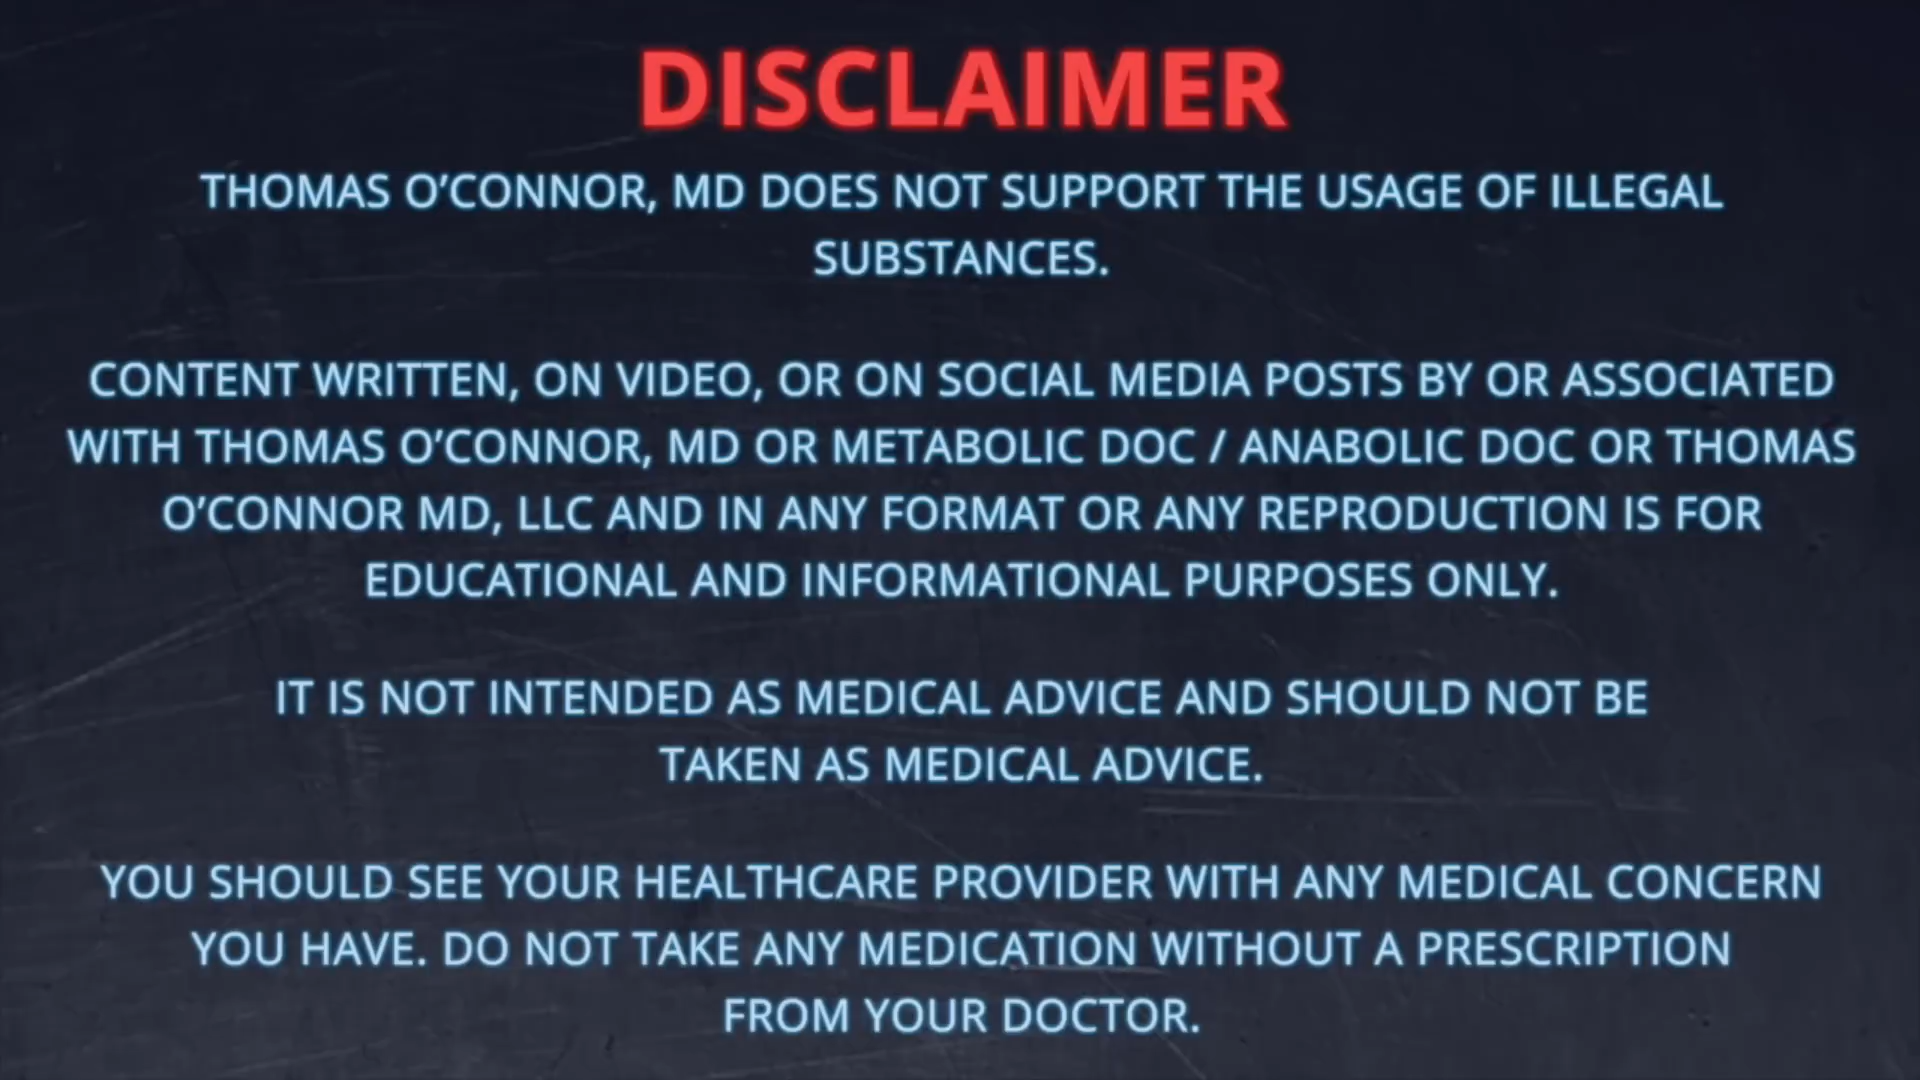 DISCLAIMER
THOMAS O’CONNOR, MD DOES NOT SUPPORT THE USAGE OF ILLEGAL
SUBSTANCES.
CONTENT WRITTEN, ON VIDEO, OR ON SOCIAL MEDIA POSTS BY OR ASSOCIATED
WITH THOMAS O’CONNOR, MD OR METABOLIC DOC / ANABOLIC DOC OR THOMAS
O’CONNOR MD, LLC AND IN ANY FORMAT OR ANY REPRODUCTION IS FOR
EDUCATIONAL AND INFORMATIONAL PURPOSES ONLY.
IT IS NOT INTENDED AS MEDICAL ADVICE AND SHOULD NOT BE
TAKEN AS MEDICAL ADVICE.
YOU SHOULD SEE YOUR HEALTHCARE PROVIDER WITH ANY MEDICAL CONCERN
YOU HAVE. DO NOT TAKE ANY MEDICATION WITHOUT A PRESCRIPTION
FROM YOUR DOCTOR.